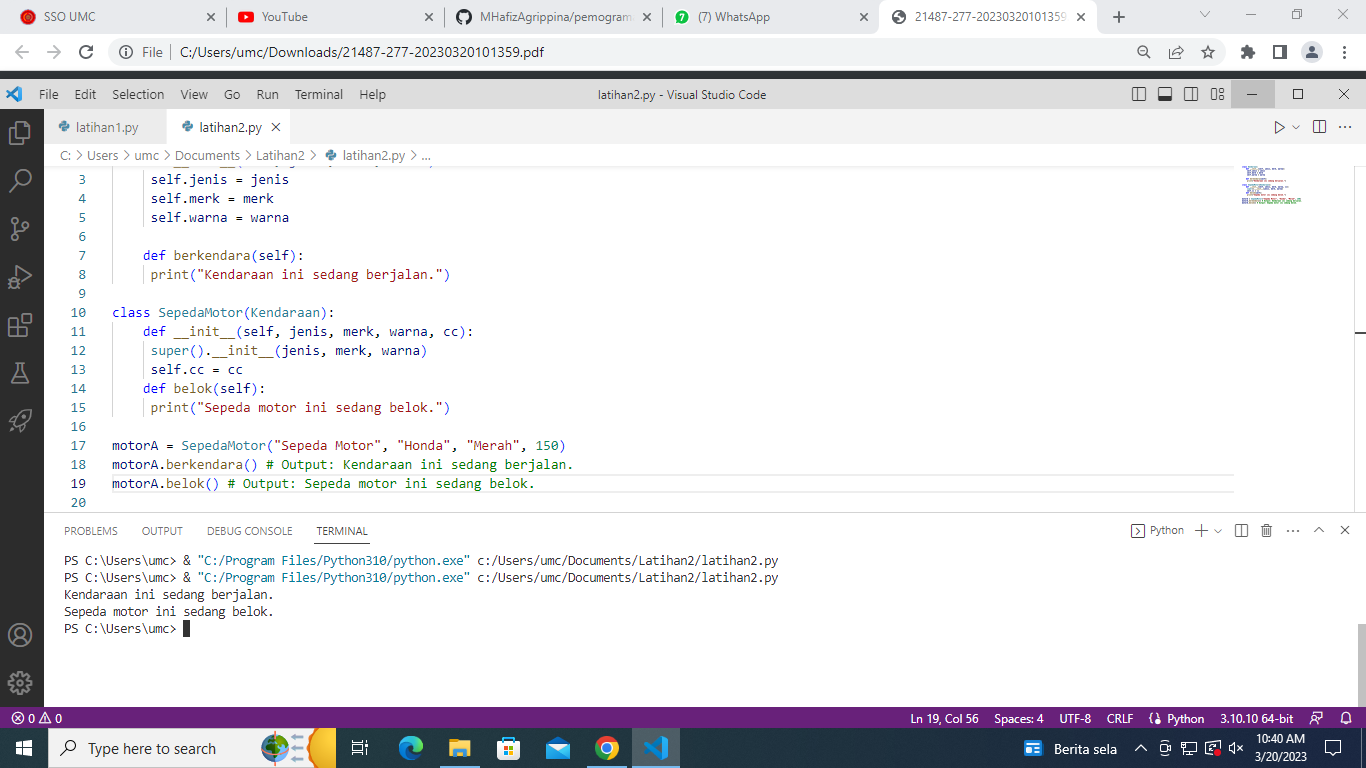 SSO UMC
YouTube
MHafizAgrippina/pemogram
(7) WhatsApp
21487-277-20230320101359
File
C:/Users/umc/Downloads/21487-277-20230320101359.pdf
File Edit Selection View Go Run Terminal Help
latihan2.py - Visual Studio Code
latihan1.py
latihan2.py
C: > Users > umc > Documents > Latihan2 > latihan2.py > ...
3 self.jenis = jenis
4 self.merk = merk
5 self.warna = warna
6
7 def berkendara(self):
8 print("Kendaraan ini sedang berjalan.")
9
10 class SepedaMotor(Kendaraan):
11 def __init__(self, jenis, merk, warna, cc):
12 super().__init__(jenis, merk, warna)
13 self.cc = cc
14 def belok(self):
15 print("Sepeda motor ini sedang belok.")
16
17 motorA = SepedaMotor("Sepeda Motor", "Honda", "Merah", 150)
18 motorA.berkendara() # Output: Kendaraan ini sedang berjalan.
19 motorA.belok() # Output: Sepeda motor ini sedang belok.
20
PROBLEMS OUTPUT DEBUG CONSOLE TERMINAL
Python
PS C:\Users\umc> & "C:/Program Files/Python310/python.exe" c:/Users/umc/Documents/Latihan2/latihan2.py
PS C:\Users\umc> & "C:/Program Files/Python310/python.exe" c:/Users/umc/Documents/Latihan2/latihan2.py
Kendaraan ini sedang berjalan.
Sepeda motor ini sedang belok.
PS C:\Users\umc>
0 0
Ln 19, Col 56 Spaces: 4 UTF-8 CRLF Python 3.10.10 64-bit
Type here to search
Berita sela
10:40 AM
3/20/2023